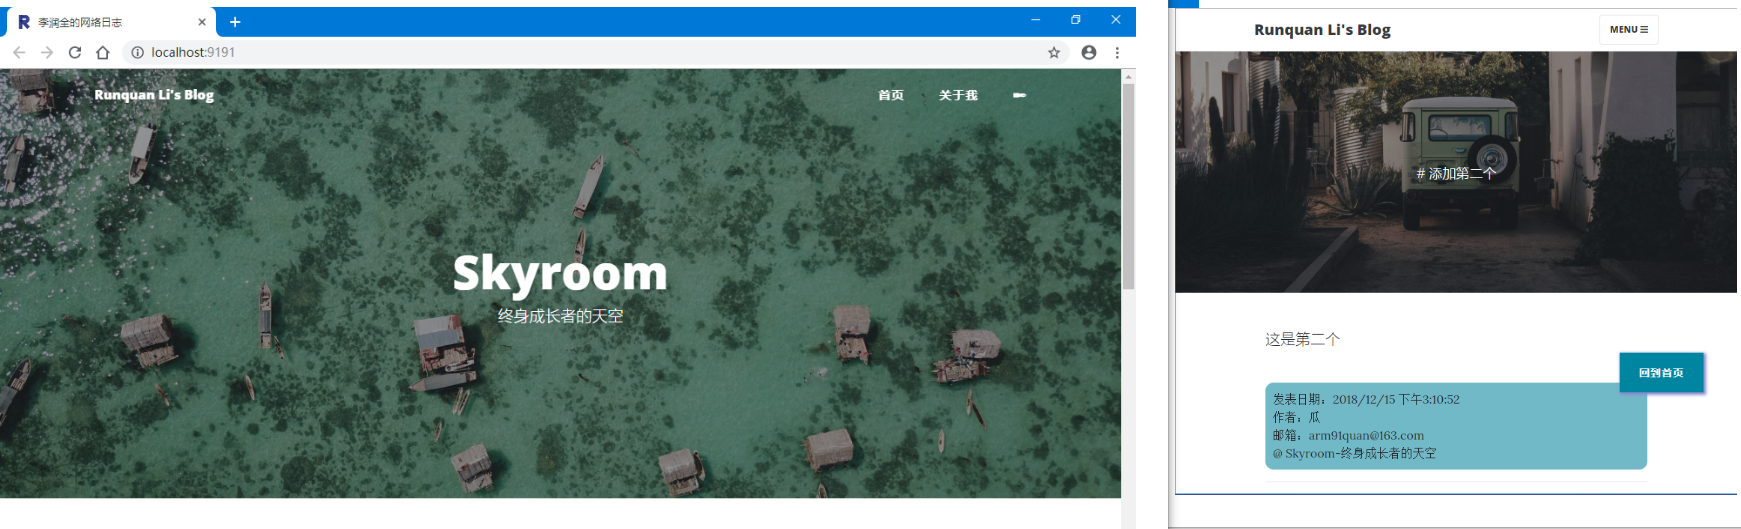 李润全的网络日志
localhost:9191
Runquan Li's Blog
首页
关于我
Skyroom
终身成长者的天空
Runquan Li's Blog
MENU
# 添加第二个
这是第二个
回到首页
发表日期：2018/12/15 下午3:10:52
作者：瓜
邮箱：arm91quan@163.com
@ Skyroom~终身成长者的天空